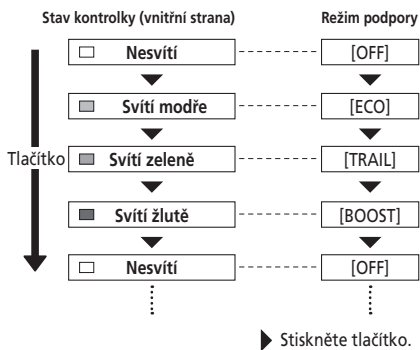 Stav kontrolky (vnitřní strana) Režim podpory
Nesvítí [OFF]
Svítí modře [ECO]
Tlačítko Svítí zeleně [TRAIL]
Svítí žlutě [BOOST]
Nesvítí [OFF]
Stiskněte tlačítko.